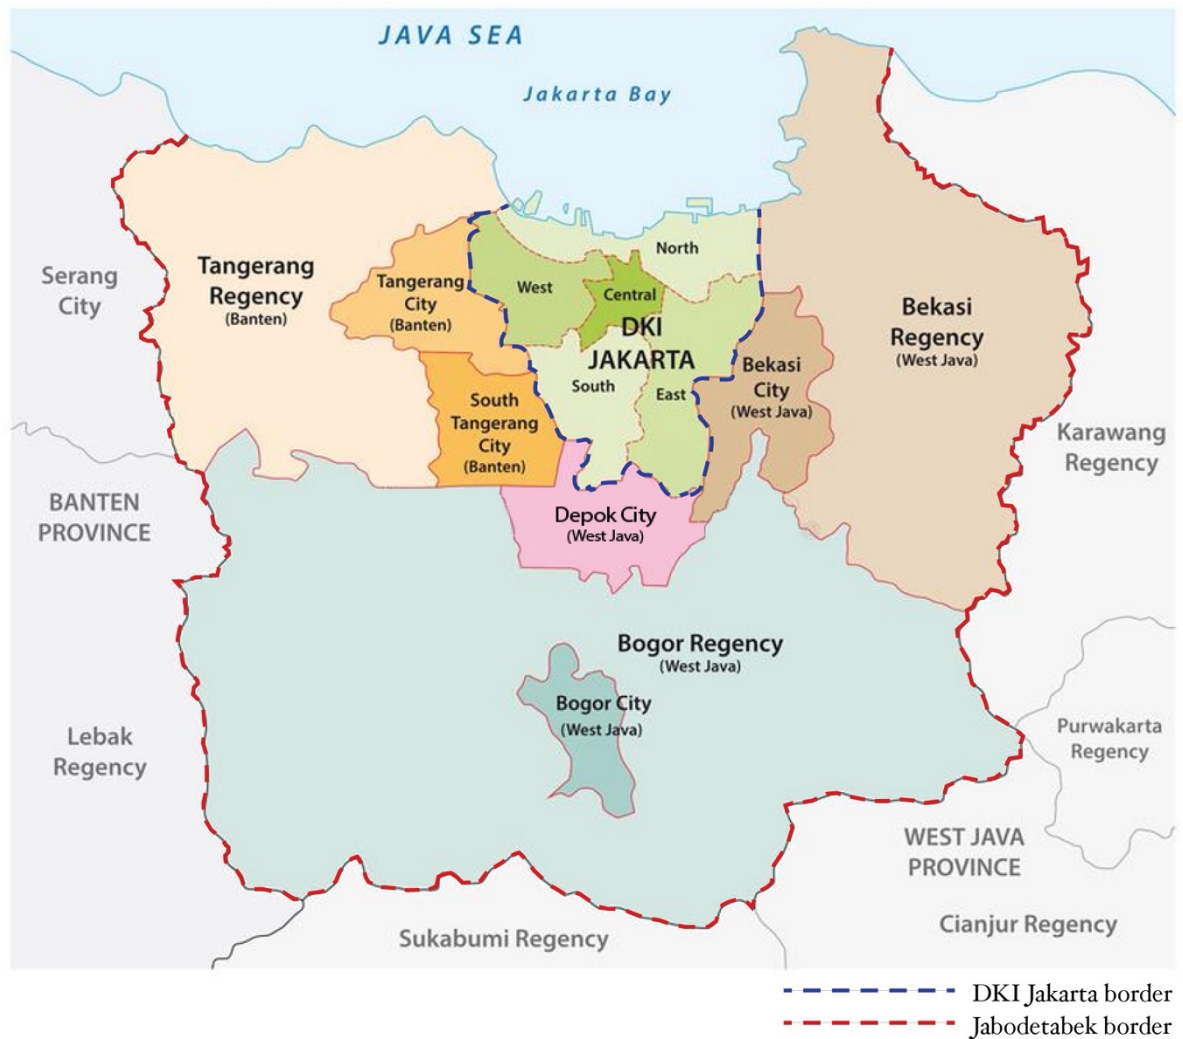 JAVA SEA
Jakarta Bay
Serang
City
Tangerang
Regency
(Banten)
Tangerang
City
(Banten)
West
North
Central
DKI
JAKARTA
South
East
South
Tangerang
City
(Banten)
Bekasi
City
(West Java)
Bekasi
Regency
(West Java)
Karawang
Regency
BANTEN
PROVINCE
Depok City
(West Java)
Bogor Regency
(West Java)
Bogor City
(West Java)
Lebak
Regency
Purwakarta
Regency
WEST JAVA
PROVINCE
Cianjur Regency
Sukabumi Regency
DKI Jakarta border
Jabodetabek border